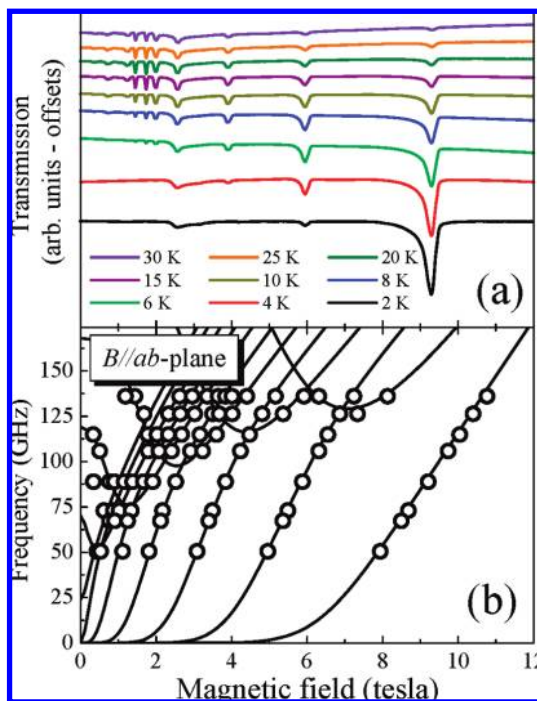 Transmission
(arb. units - offsets)
30 K 25 K 20 K
15 K 10 K 8 K
6 K 4 K 2 K
(a)
B//ab-plane
Frequency (GHz)
150
125
100
75
50
25
0
(b)
0 2 4 6 8 10 12
Magnetic field (tesla)